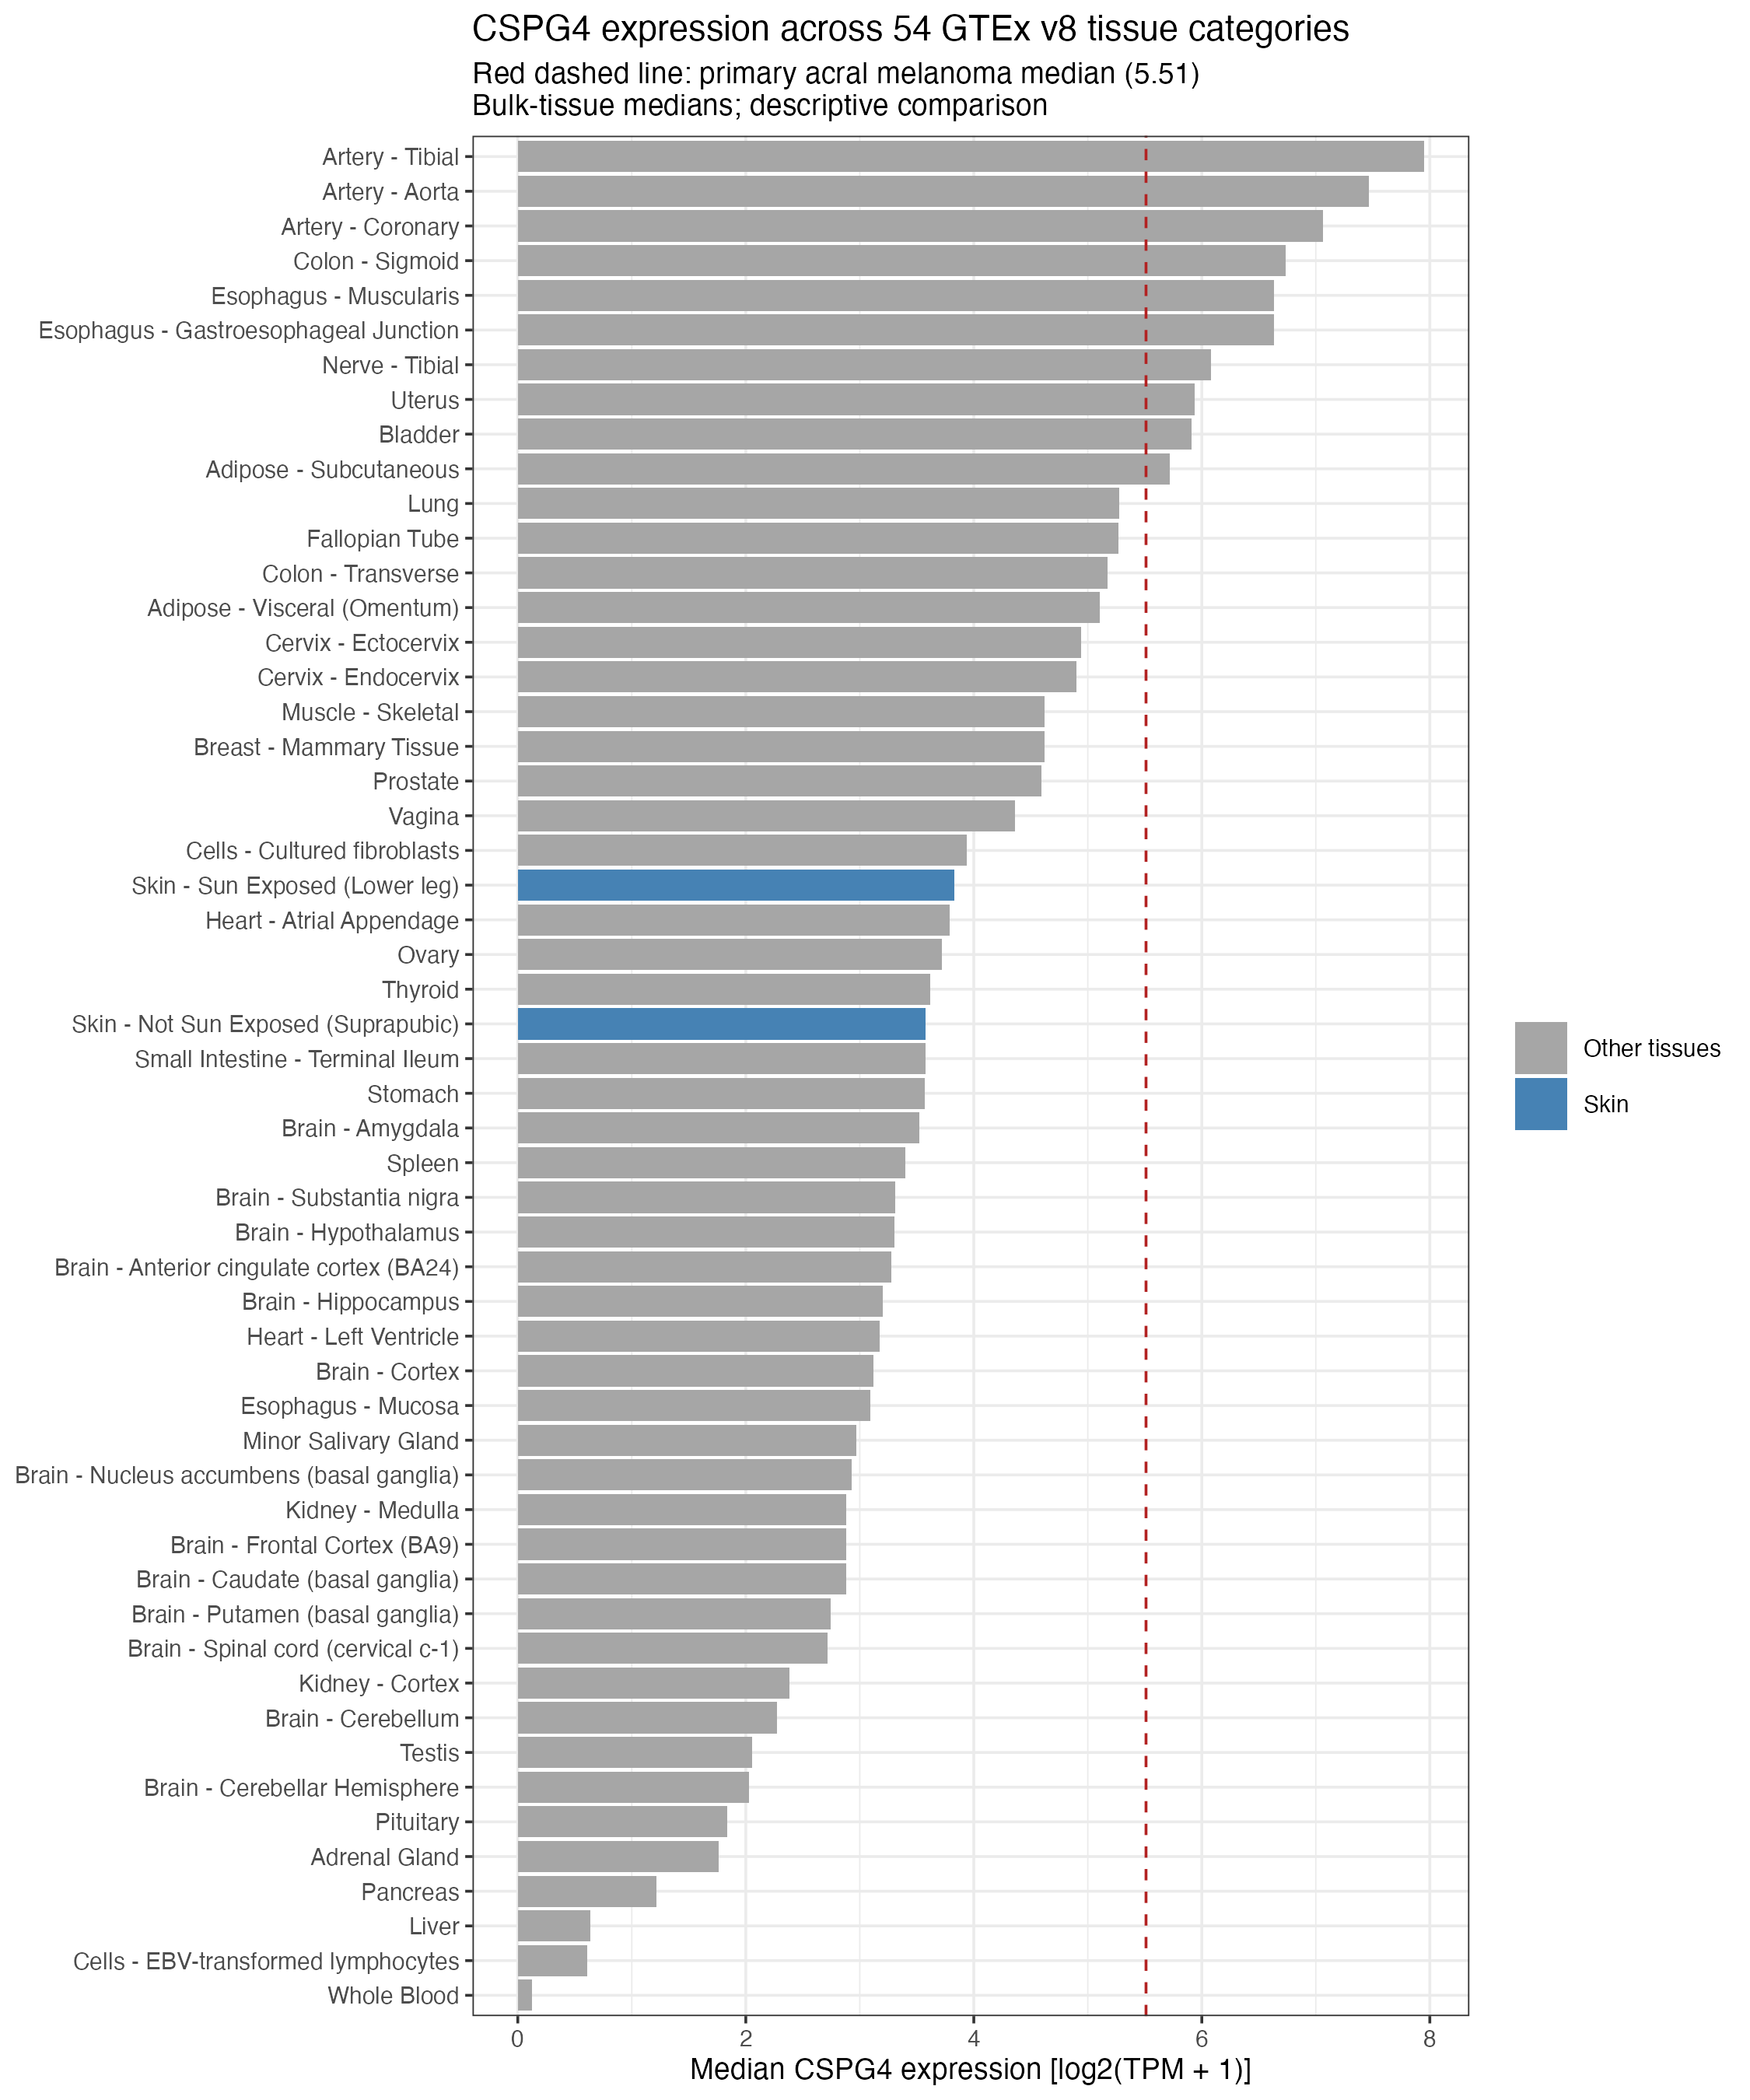 CSPG4 expression across 54 GTEx v8 tissue categories
Red dashed line: primary acral melanoma median (5.51)
Bulk-tissue medians; descriptive comparison
Artery - Tibial
Artery - Aorta
Artery - Coronary
Colon - Sigmoid
Esophagus - Muscularis
Esophagus - Gastroesophageal Junction
Nerve - Tibial
Uterus
Bladder
Adipose - Subcutaneous
Lung
Fallopian Tube
Colon - Transverse
Adipose - Visceral (Omentum)
Cervix - Ectocervix
Cervix - Endocervix
Muscle - Skeletal
Breast - Mammary Tissue
Prostate
Vagina
Cells - Cultured fibroblasts
Skin - Sun Exposed (Lower leg)
Heart - Atrial Appendage
Ovary
Thyroid
Skin - Not Sun Exposed (Suprapubic)
Small Intestine - Terminal Ileum
Stomach
Brain - Amygdala
Spleen
Brain - Substantia nigra
Brain - Hypothalamus
Brain - Anterior cingulate cortex (BA24)
Brain - Hippocampus
Heart - Left Ventricle
Brain - Cortex
Esophagus - Mucosa
Minor Salivary Gland
Brain - Nucleus accumbens (basal ganglia)
Kidney - Medulla
Brain - Frontal Cortex (BA9)
Brain - Caudate (basal ganglia)
Brain - Putamen (basal ganglia)
Brain - Spinal cord (cervical c-1)
Kidney - Cortex
Brain - Cerebellum
Testis
Brain - Cerebellar Hemisphere
Pituitary
Adrenal Gland
Pancreas
Liver
Cells - EBV-transformed lymphocytes
Whole Blood
0 2 4 6 8
Median CSPG4 expression [log2(TPM + 1)]
Other tissues
Skin